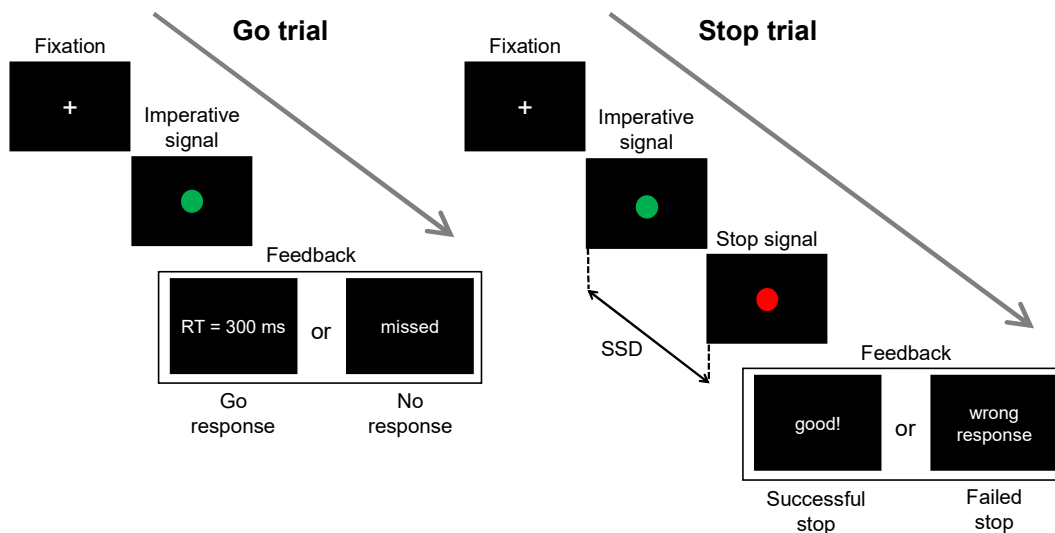 Go trial
Fixation
+
Imperative
signal
Feedback
RT = 300 ms
or
missed
Go
response
No
response
Stop trial
Fixation
+
Imperative
signal
Stop signal
SSD
Feedback
good!
or
wrong
response
Successful
stop
Failed
stop